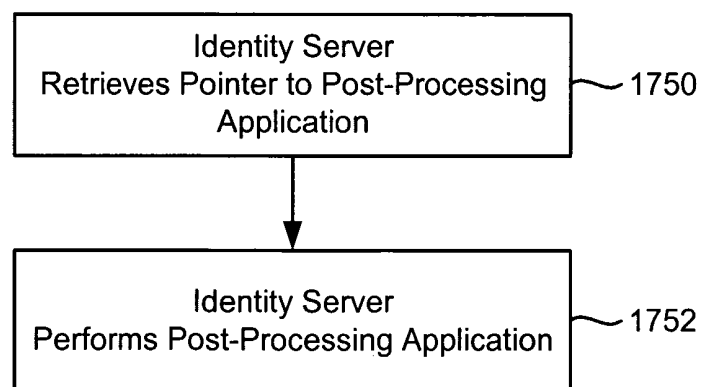 Identity Server
Retrieves Pointer to Post-Processing
Application
1750
Identity Server
Performs Post-Processing Application
1752